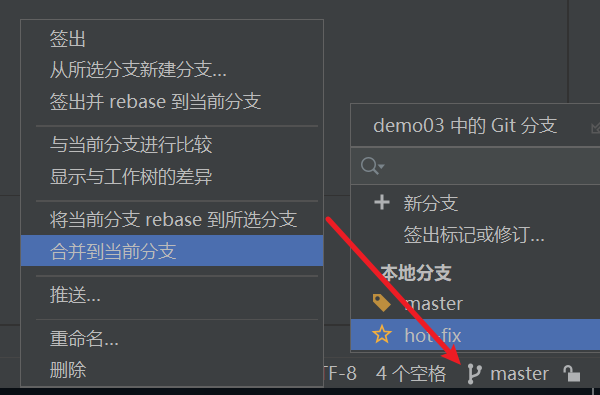 签出
从所选分支新建分支...
签出并 rebase 到当前分支
与当前分支进行比较
显示与工作树的差异
将当前分支 rebase 到所选分支
合并到当前分支
推送...
重命名...
删除
demo03 中的 Git 分支
新分支
签出标记或修订...
本地分支
master
hot-fix
TF-8 4 个空格 master